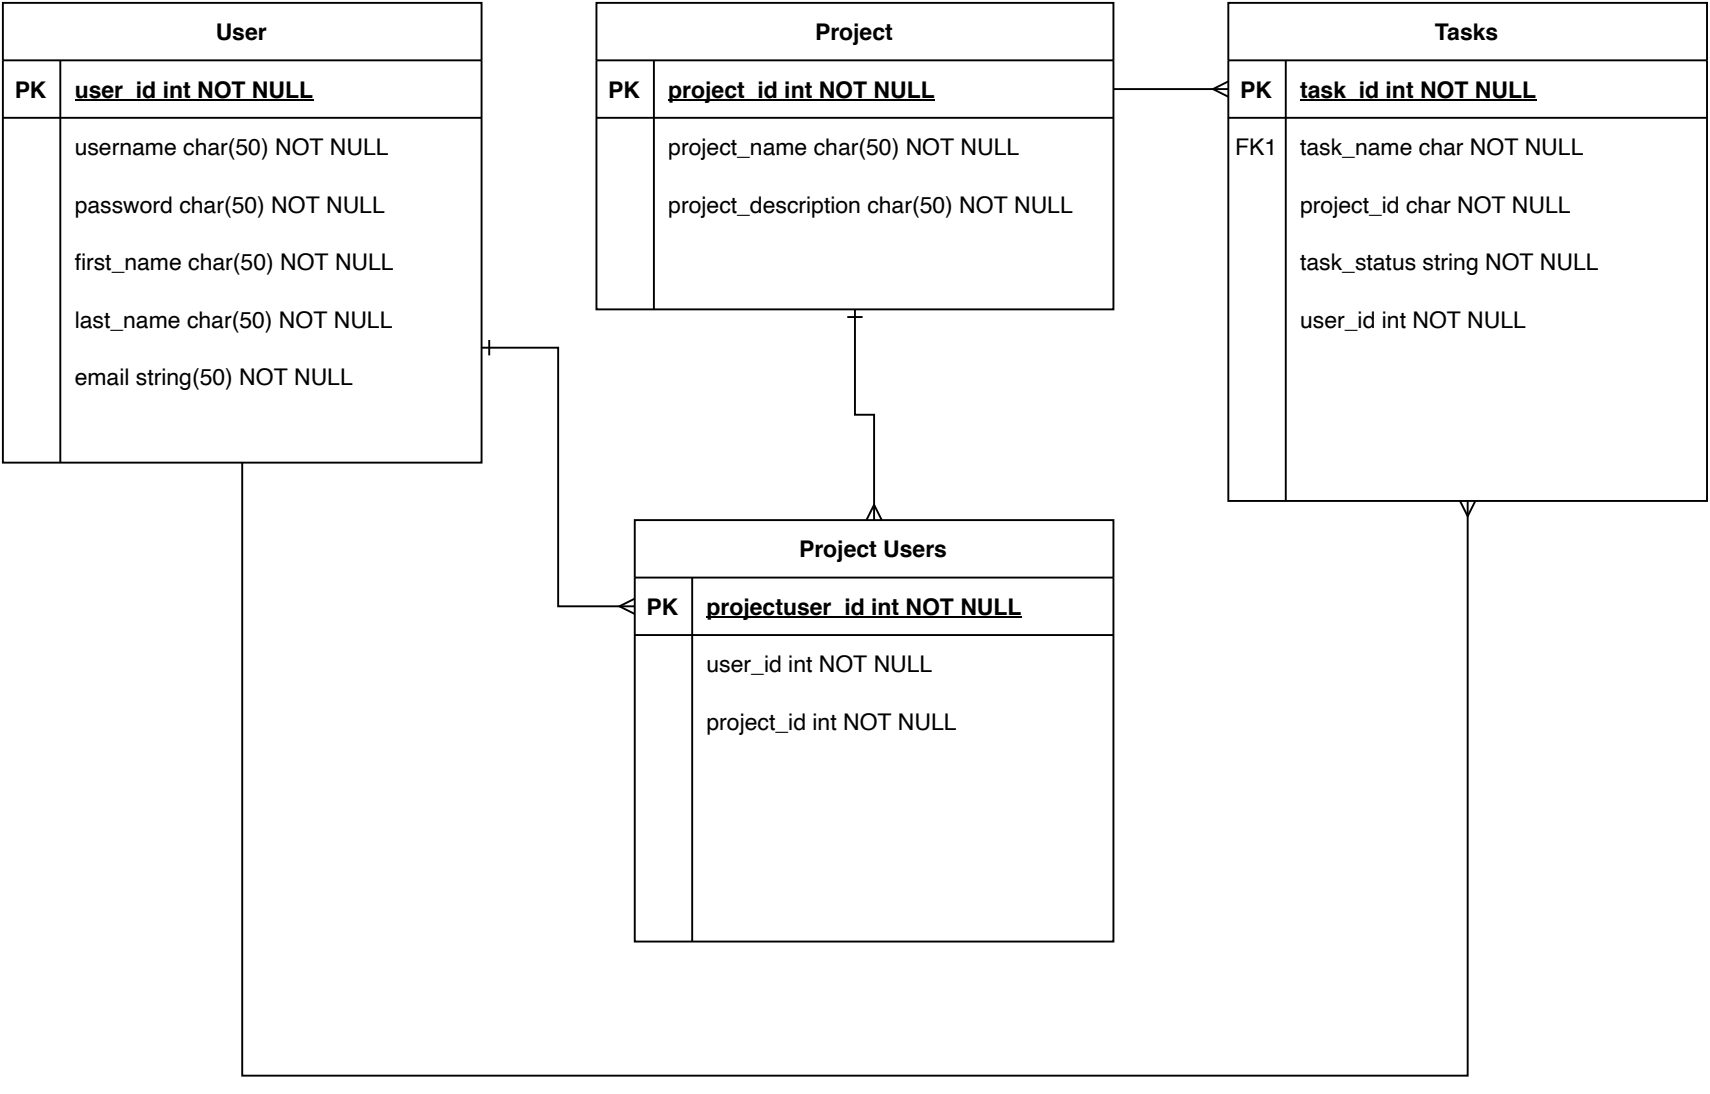 User
PK user_id int NOT NULL
username char(50) NOT NULL
password char(50) NOT NULL
first_name char(50) NOT NULL
last_name char(50) NOT NULL
email string(50) NOT NULL
Project
PK project_id int NOT NULL
project_name char(50) NOT NULL
project_description char(50) NOT NULL
Tasks
PK task_id int NOT NULL
FK1 task_name char NOT NULL
project_id char NOT NULL
task_status string NOT NULL
user_id int NOT NULL
Project Users
PK projectuser_id int NOT NULL
user_id int NOT NULL
project_id int NOT NULL